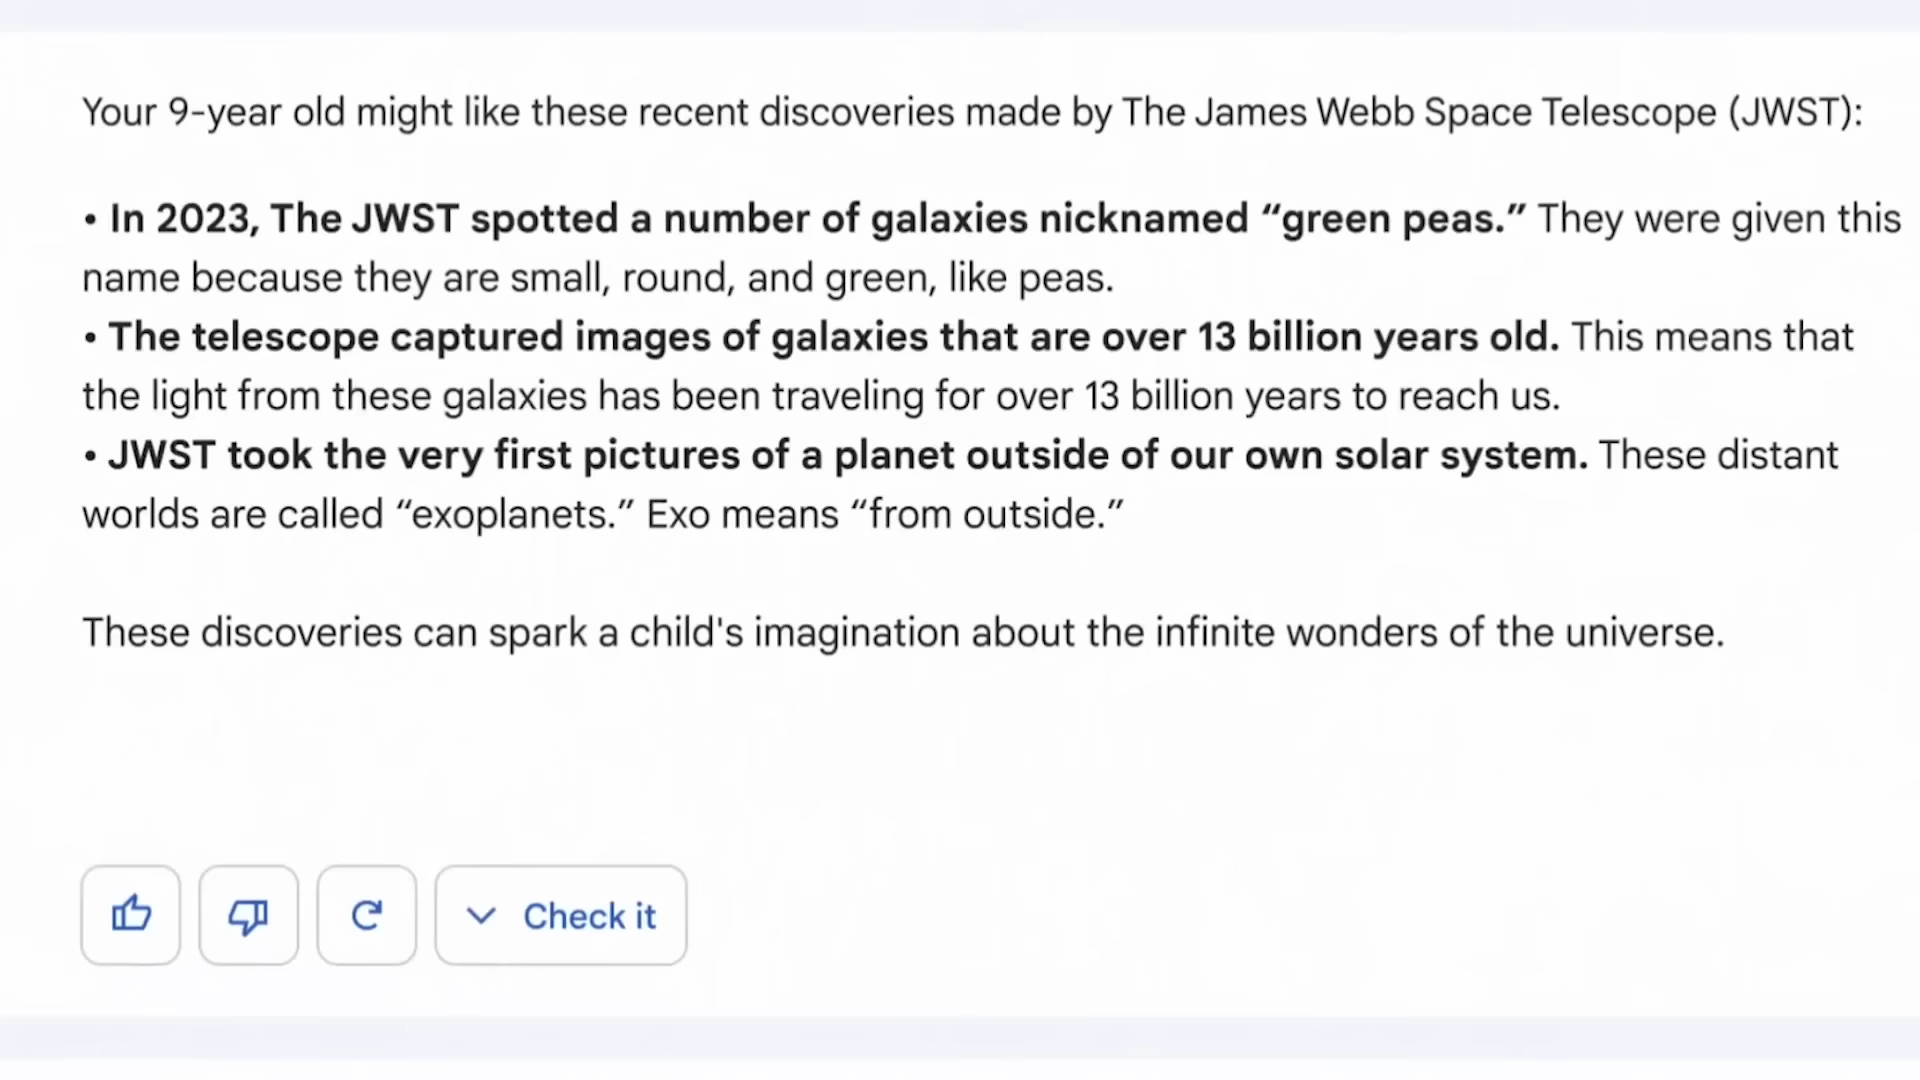 Your 9-year old might like these recent discoveries made by The James Webb Space Telescope (JWST):
• In 2023, The JWST spotted a number of galaxies nicknamed “green peas.” They were given this
name because they are small, round, and green, like peas.
• The telescope captured images of galaxies that are over 13 billion years old. This means that
the light from these galaxies has been traveling for over 13 billion years to reach us.
• JWST took the very first pictures of a planet outside of our own solar system. These distant
worlds are called “exoplanets.” Exo means “from outside.”
These discoveries can spark a child's imagination about the infinite wonders of the universe.
Check it